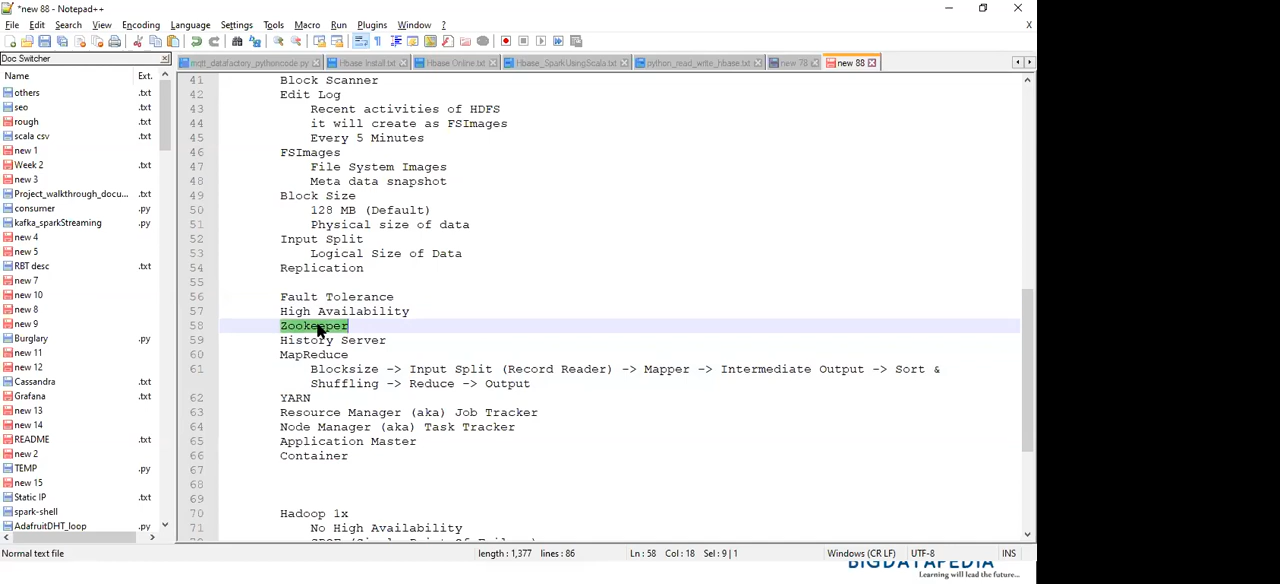 *new 88 - Notepad++
File Edit Search View Encoding Language Settings Tools Macro Run Plugins Window ?
X
Doc Switcher
mqtt_datafactory_pythoncode.py Hbase Install.txt Hbase Online.txt Hbase_SparkUsingScala.txt python_read_write_hbase.txt new 78 new 88
Name Ext.
others .txt
seo .txt
rough .txt
scala csv .txt
new 1
Week 2 .txt
new 3
Project_walkthrough_docu... .txt
consumer .py
kafka_sparkStreaming .py
new 4
new 5
RBT desc .txt
new 7
new 10
new 8
new 9
Burglary .py
new 11
new 12
Cassandra .txt
Grafana .txt
new 13
new 14
README .txt
new 2
TEMP .py
new 15
Static IP .txt
spark-shell .txt
AdafruitDHT_loop .py
41 Block Scanner
42 Edit Log
43 Recent activities of HDFS
44 it will create as FSImages
45 Every 5 Minutes
46 FSImages
47 File System Images
48 Meta data snapshot
49 Block Size
50 128 MB (Default)
51 Physical size of data
52 Input Split
53 Logical Size of Data
54 Replication
55
56 Fault Tolerance
57 High Availability
58 Zookeeper
59 History Server
60 MapReduce
61 Blocksize -> Input Split (Record Reader) -> Mapper -> Intermediate Output -> Sort &
Shuffling -> Reduce -> Output
62 YARN
63 Resource Manager (aka) Job Tracker
64 Node Manager (aka) Task Tracker
65 Application Master
66 Container
67
68
69
70 Hadoop 1x
71 No High Availability
Normal text file length : 1,377 lines : 86 Ln : 58 Col : 18 Sel : 9 | 1 Windows (CR LF) UTF-8 INS
BIGDATAPEDIA
Learning will lead the future...